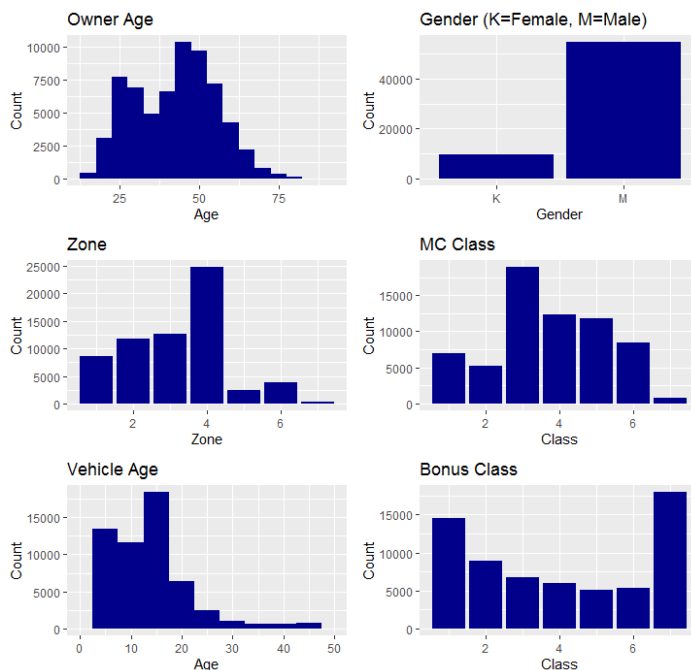 Owner Age
10000
7500
5000
2500
0
Count
25 50 75
Age
Gender (K=Female, M=Male)
40000
20000
0
Count
K M
Gender
Zone
25000
20000
15000
10000
5000
0
Count
2 4 6
Zone
MC Class
15000
10000
5000
0
Count
2 4 6
Class
Vehicle Age
15000
10000
5000
0
Count
0 10 20 30 40 50
Age
Bonus Class
15000
10000
5000
0
Count
2 4 6
Class